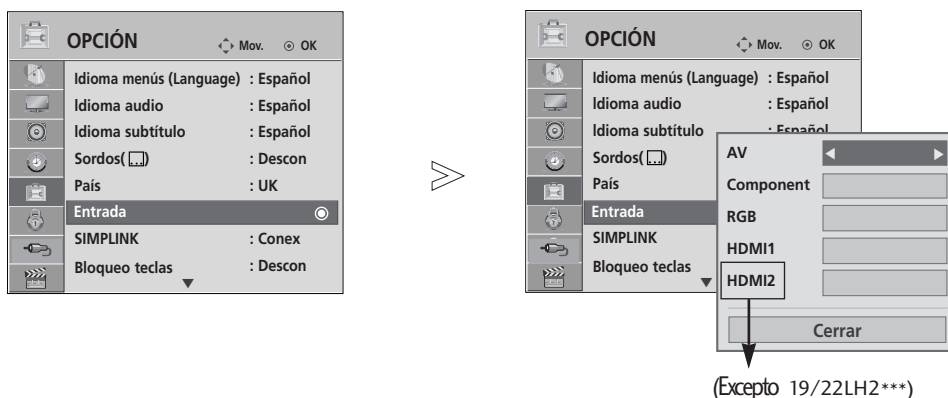 OPCIÓN Mov. OK
Idioma menús (Language) : Español
Idioma audio : Español
Idioma subtítulo : Español
Sordos( ) : Descon
País : UK
Entrada
SIMPLINK : Conex
Bloqueo teclas : Descon
OPCIÓN Mov. OK
Idioma menús (Language) : Español
Idioma audio : Español
Idioma subtítulo : Español
Sordos( )
País
Entrada
SIMPLINK
Bloqueo teclas
AV
Component
RGB
HDMI1
HDMI2
Cerrar
(Excepto 19/22LH2***)